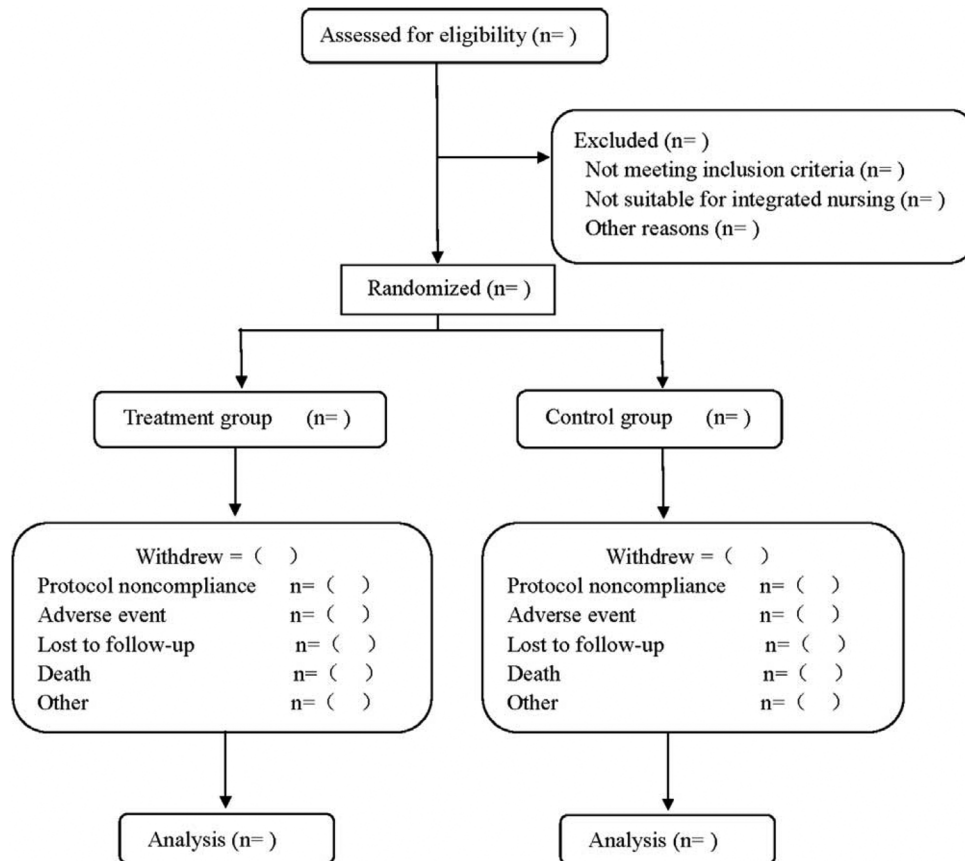 Assessed for eligibility (n= )
Excluded (n= )
Not meeting inclusion criteria (n= )
Not suitable for integrated nursing (n= )
Other reasons (n= )
Randomized (n= )
Treatment group (n= )
Control group (n= )
Withdrew = （ ）
Protocol noncompliance n= （ ）
Adverse event n= （ ）
Lost to follow-up n= （ ）
Death n= （ ）
Other n= （ ）
Withdrew = （ ）
Protocol noncompliance n= （ ）
Adverse event n= （ ）
Lost to follow-up n= （ ）
Death n= （ ）
Other n= （ ）
Analysis (n= )
Analysis (n= )